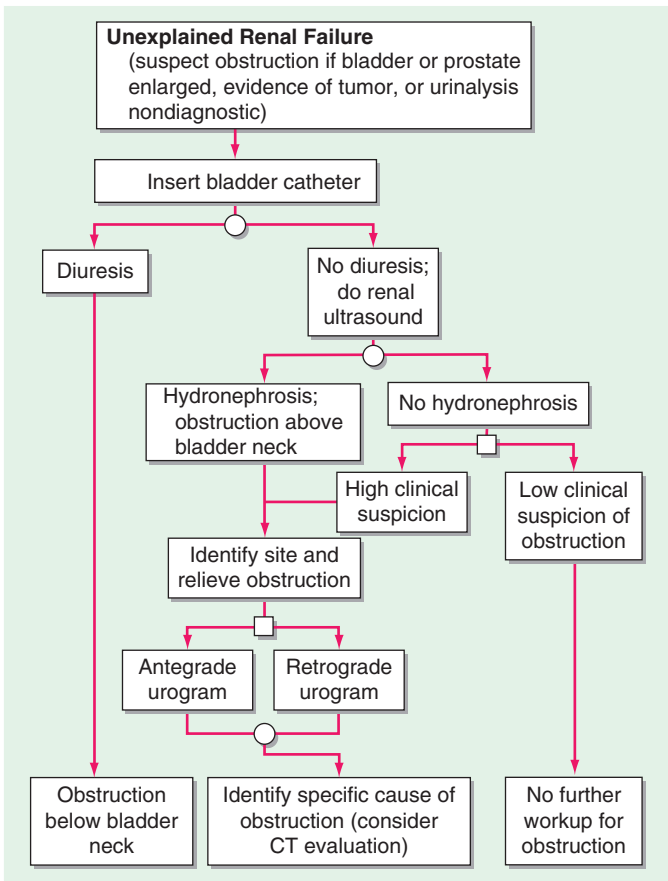 Unexplained Renal Failure
(suspect obstruction if bladder or prostate
enlarged, evidence of tumor, or urinalysis
nondiagnostic)
Insert bladder catheter
Diuresis
No diuresis;
do renal
ultrasound
Hydronephrosis;
obstruction above
bladder neck
No hydronephrosis
High clinical
suspicion
Low clinical
suspicion of
obstruction
Identify site and
relieve obstruction
Antegrade
urogram
Retrograde
urogram
Obstruction
below bladder
neck
Identify specific cause of
obstruction (consider
CT evaluation)
No further
workup for
obstruction